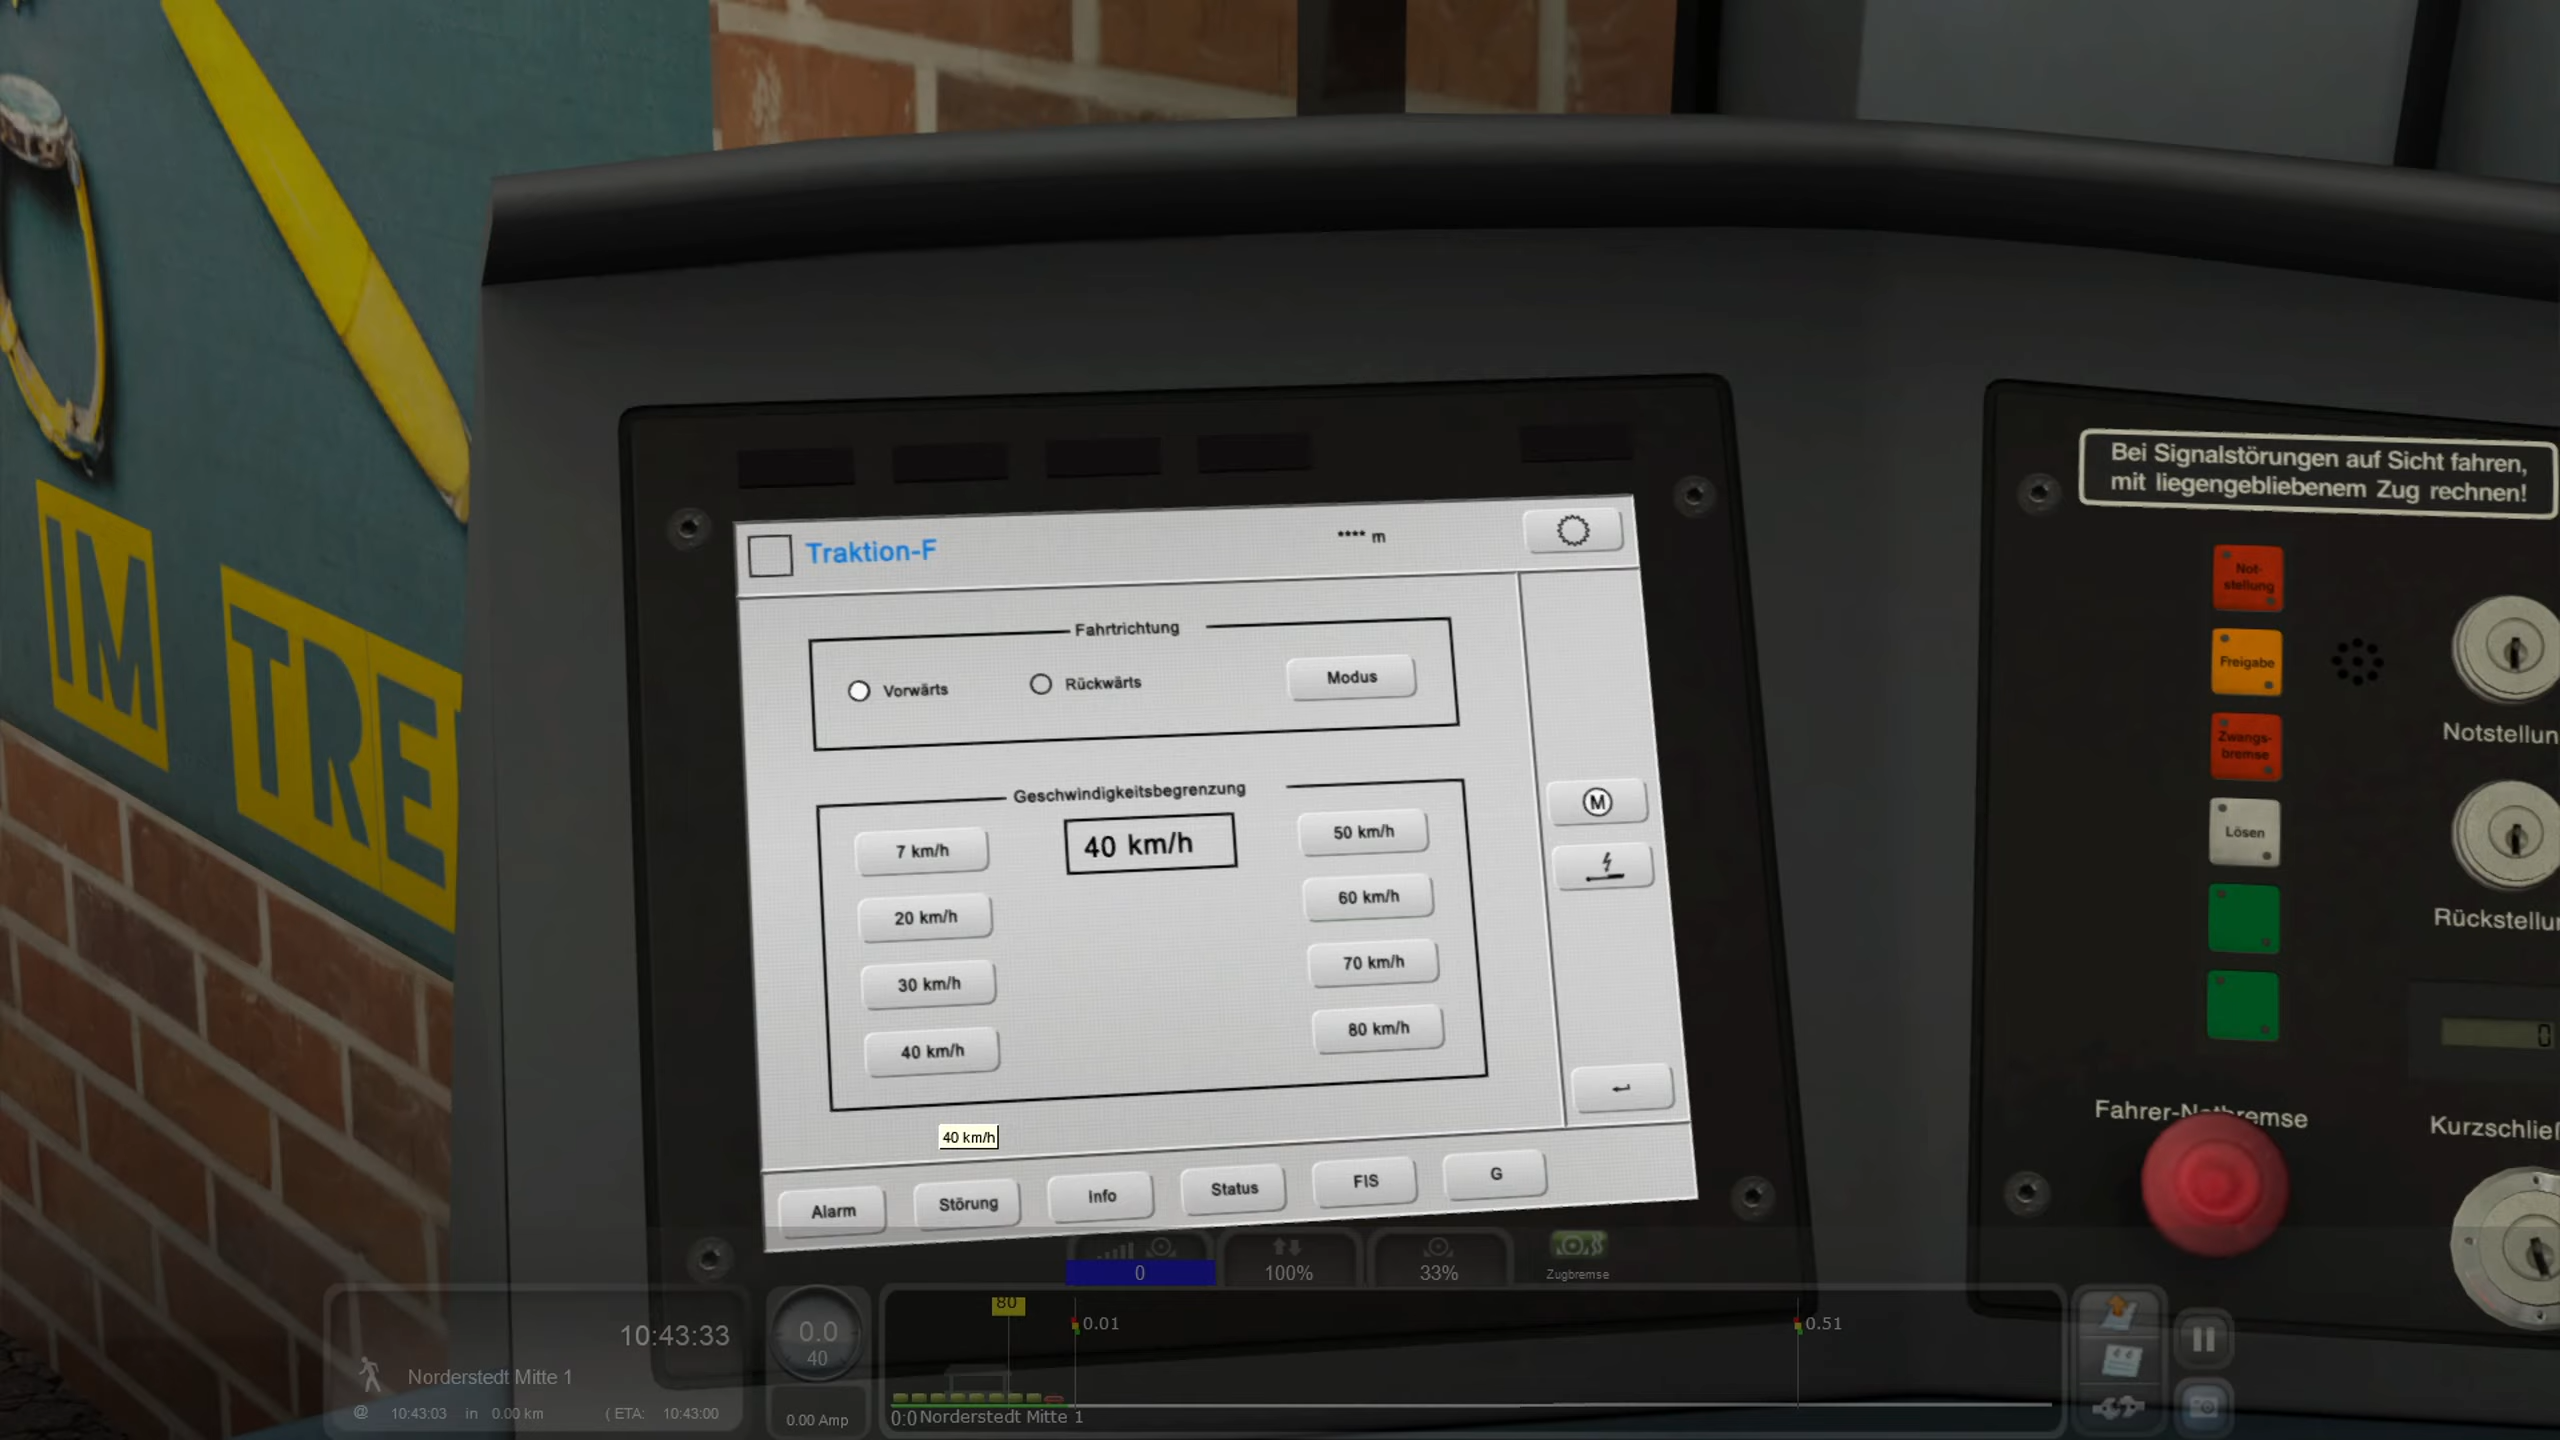 IM TRE
Bei Signalstörungen auf Sicht fahren,
mit liegengebliebenem Zug rechnen!
Not-
stellung
Freigabe
Zwangs-
bremse
Lösen
Rückstellun
0
Fahrer-Notbremse
Traktion-F
**** m
Fahrtrichtung
Vorwärts
Rückwärts
Modus
Geschwindigkeitsbegrenzung
40 km/h
7 km/h
50 km/h
20 km/h
60 km/h
30 km/h
70 km/h
40 km/h
80 km/h
M
40 km/h
Alarm
Störung
Info
Status
FIS
G
0
100%
33%
Zugbremse
10:43:33
Norderstedt Mitte 1
@ 10:43:03 in 0.00 km ( ETA: 10:43:00
0.0
40
0.00 Amp
80
0.01
0.51
0:0 Norderstedt Mitte 1